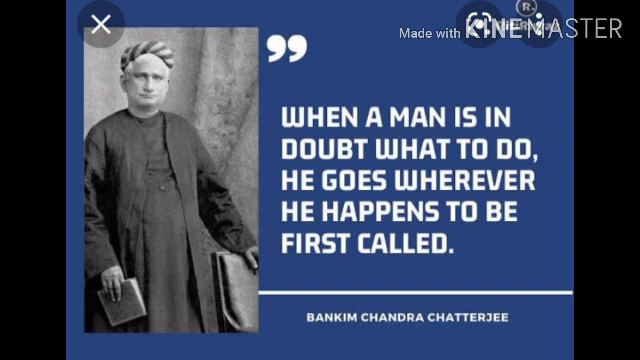 Made with KINEMASTER
WHEN A MAN IS IN
DOUBT WHAT TO DO,
HE GOES WHEREVER
HE HAPPENS TO BE
FIRST CALLED.
BANKIM CHANDRA CHATTERJEE